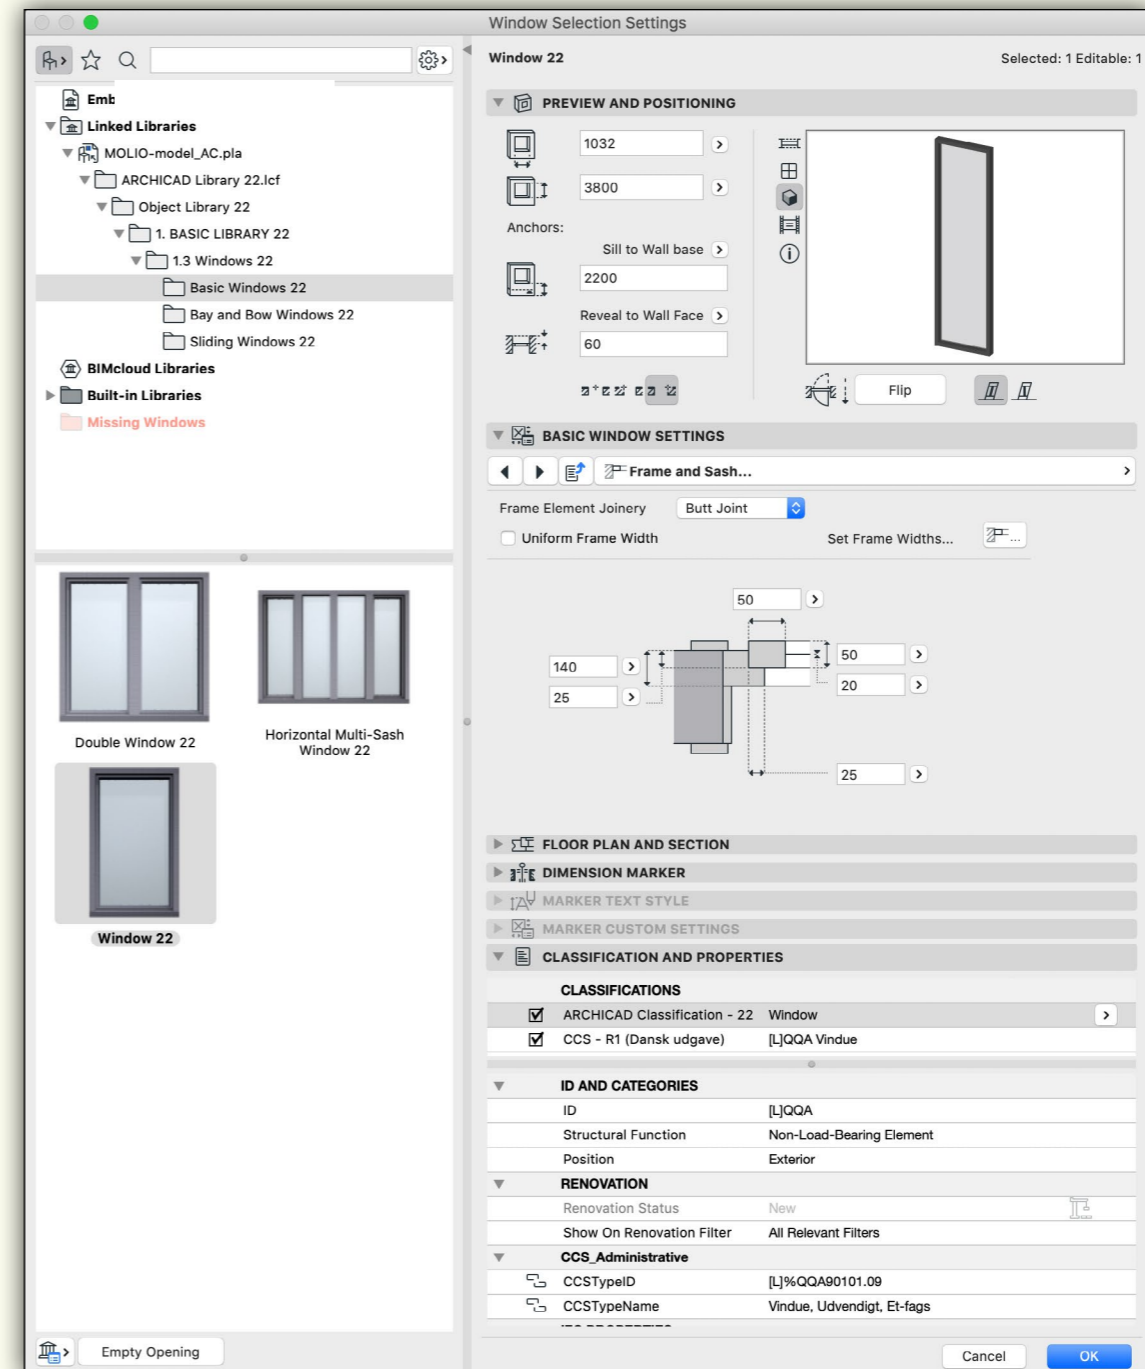 Window Selection Settings
Window 22
Selected: 1 Editable: 1
Emb
Linked Libraries
MOLIO-model_AC.pla
ARCHICAD Library 22.lcf
Object Library 22
1. BASIC LIBRARY 22
1.3 Windows 22
Basic Windows 22
Bay and Bow Windows 22
Sliding Windows 22
BIMcloud Libraries
Built-in Libraries
Missing Windows
Double Window 22
Horizontal Multi-Sash
Window 22
Window 22
Empty Opening
PREVIEW AND POSITIONING
1032
3800
Anchors:
Sill to Wall base
2200
Reveal to Wall Face
60
Flip
BASIC WINDOW SETTINGS
Frame and Sash...
Frame Element Joinery Butt Joint
Uniform Frame Width Set Frame Widths... ...
50
140 50
25 20
25
FLOOR PLAN AND SECTION
DIMENSION MARKER
MARKER TEXT STYLE
MARKER CUSTOM SETTINGS
CLASSIFICATION AND PROPERTIES
CLASSIFICATIONS
ARCHICAD Classification - 22 Window
CCS - R1 (Dansk udgave) [L]QQA Vindue
ID AND CATEGORIES
ID [L]QQA
Structural Function Non-Load-Bearing Element
Position Exterior
RENOVATION
Renovation Status New
Show On Renovation Filter All Relevant Filters
CCS_Administrative
CCSTypeID [L]%QQA90101.09
CCSTypeName Vindue, Udvendigt, Et-fags
Cancel OK